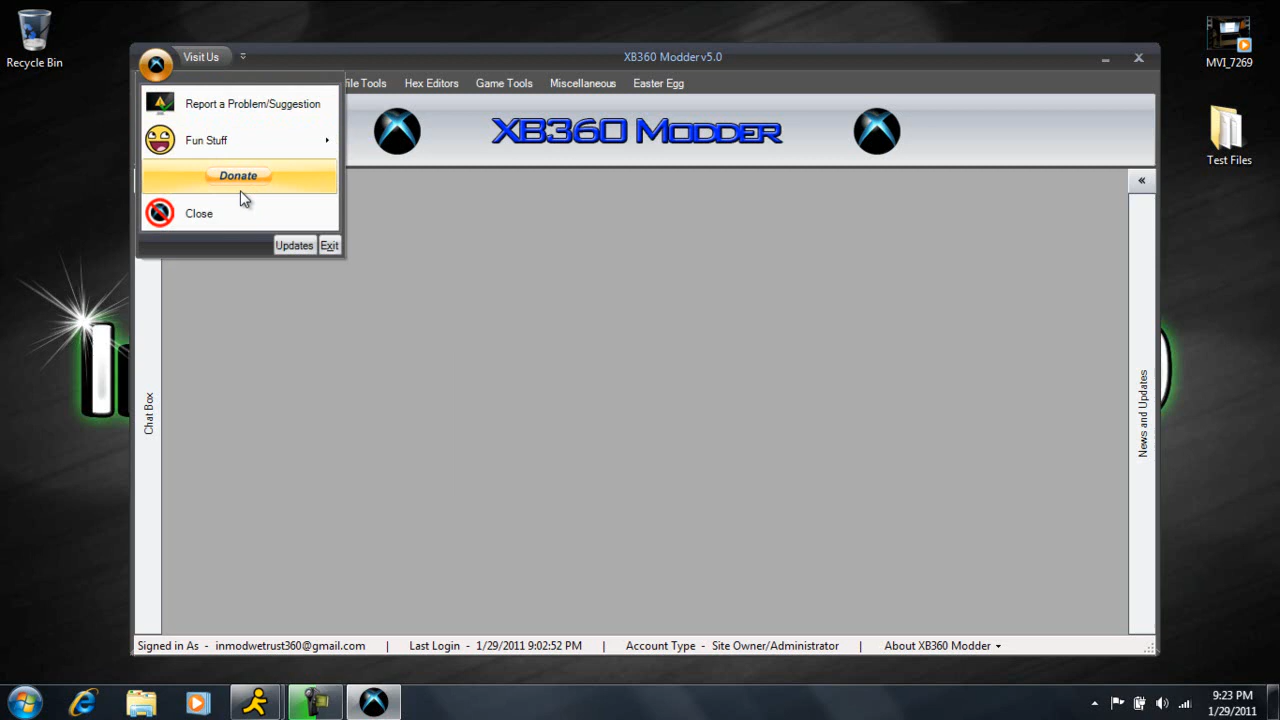 Recycle Bin
MVI_7269
Test Files
Visit Us
XB360 Modder v5.0
file Tools
Hex Editors
Game Tools
Miscellaneous
Easter Egg
XB360 Modder
Report a Problem/Suggestion
Fun Stuff
Donate
Close
Updates
Exit
Chat Box
News and Updates
Signed in As - inmodwetrust360@gmail.com | Last Login - 1/29/2011 9:02:52 PM | Account Type - Site Owner/Administrator | About XB360 Modder
9:23 PM
1/29/2011